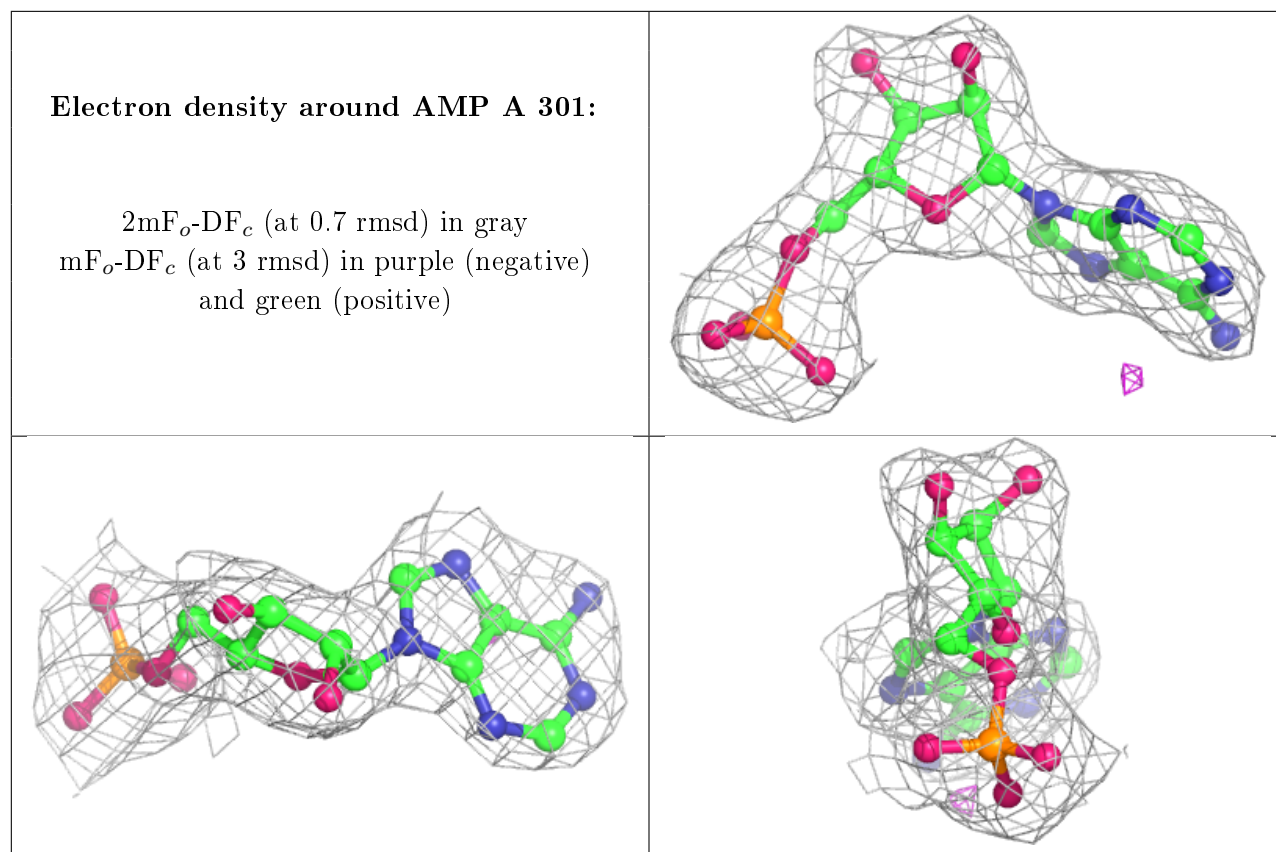 Electron density around AMP A 301:
2mFo-DFc (at 0.7 rmsd) in gray
mFo-DFc (at 3 rmsd) in purple (negative)
and green (positive)